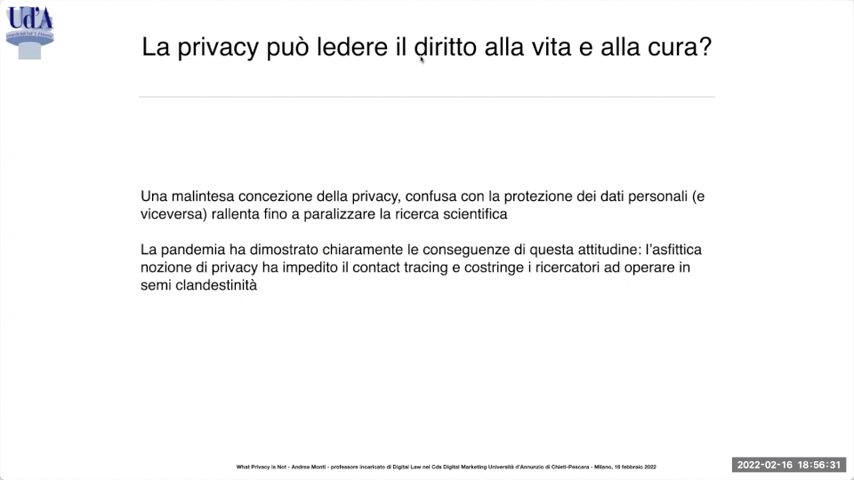 Ud'A
La privacy può ledere il diritto alla vita e alla cura?
Una malintesa concezione della privacy, confusa con la protezione dei dati personali (e
viceversa) rallenta fino a paralizzare la ricerca scientifica
La pandemia ha dimostrato chiaramente le conseguenze di questa attitudine: l'asfittica
nozione di privacy ha impedito il contact tracing e costringe i ricercatori ad operare in
semi clandestinità
What Privacy Is Not - Andrea Monti - professore incaricato di Digital Law nel Cds Digital Marketing Università d'Annunzio di Chieti-Pescara - Milano, 16 febbraio 2022
2022-02-16 18:56:31